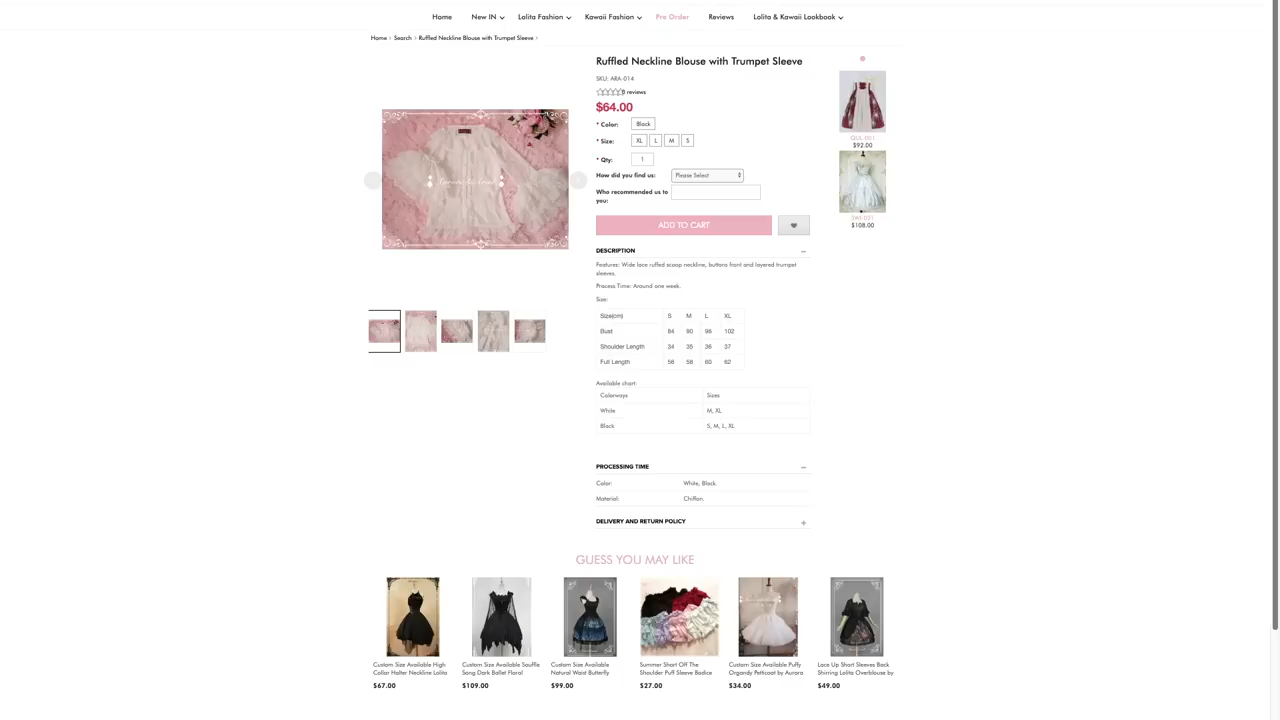 Home
New IN
Lolita Fashion
Kawaii Fashion
Pre Order
Reviews
Lolita & Kawaii Lookbook
Home › Search › Ruffled Neckline Blouse with Trumpet Sleeve ›
Ruffled Neckline Blouse with Trumpet Sleeve
SKU: ARA-014
0 reviews
$64.00
* Color: Black
* Size: XL L M S
* Qty: 1
How did you find us: Please Select
Who recommended us to
you:
ADD TO CART
DESCRIPTION
Features: Wide lace ruffed scoop neckline, buttons front and layered trumpet
sleeves.
Process Time: Around one week.
Size:
Size(cm) S M L XL
Bust 84 90 96 102
Shoulder Length 34 35 36 37
Full Length 56 58 60 62
Available chart:
Colorways Sizes
White M, XL
Black S, M, L, XL
PROCESSING TIME
Color: White, Black.
Material: Chiffon.
DELIVERY AND RETURN POLICY
QUL-001
$92.00
$108.00
GUESS YOU MAY LIKE
Custom Size Available High
Collar Halter Neckline Lolita
$67.00
Custom Size Available Souffle
Song Dark Ballet Floral
$109.00
Custom Size Available
Natural Waist Butterfly
$99.00
Summer Short Off The
Shoulder Puff Sleeve Badice
$27.00
Custom Size Available Puffy
Organdy Petticoat by Aurora
$34.00
Lace Up Short Sleeves Back
Shirring Lolita Overblouse by
$49.00